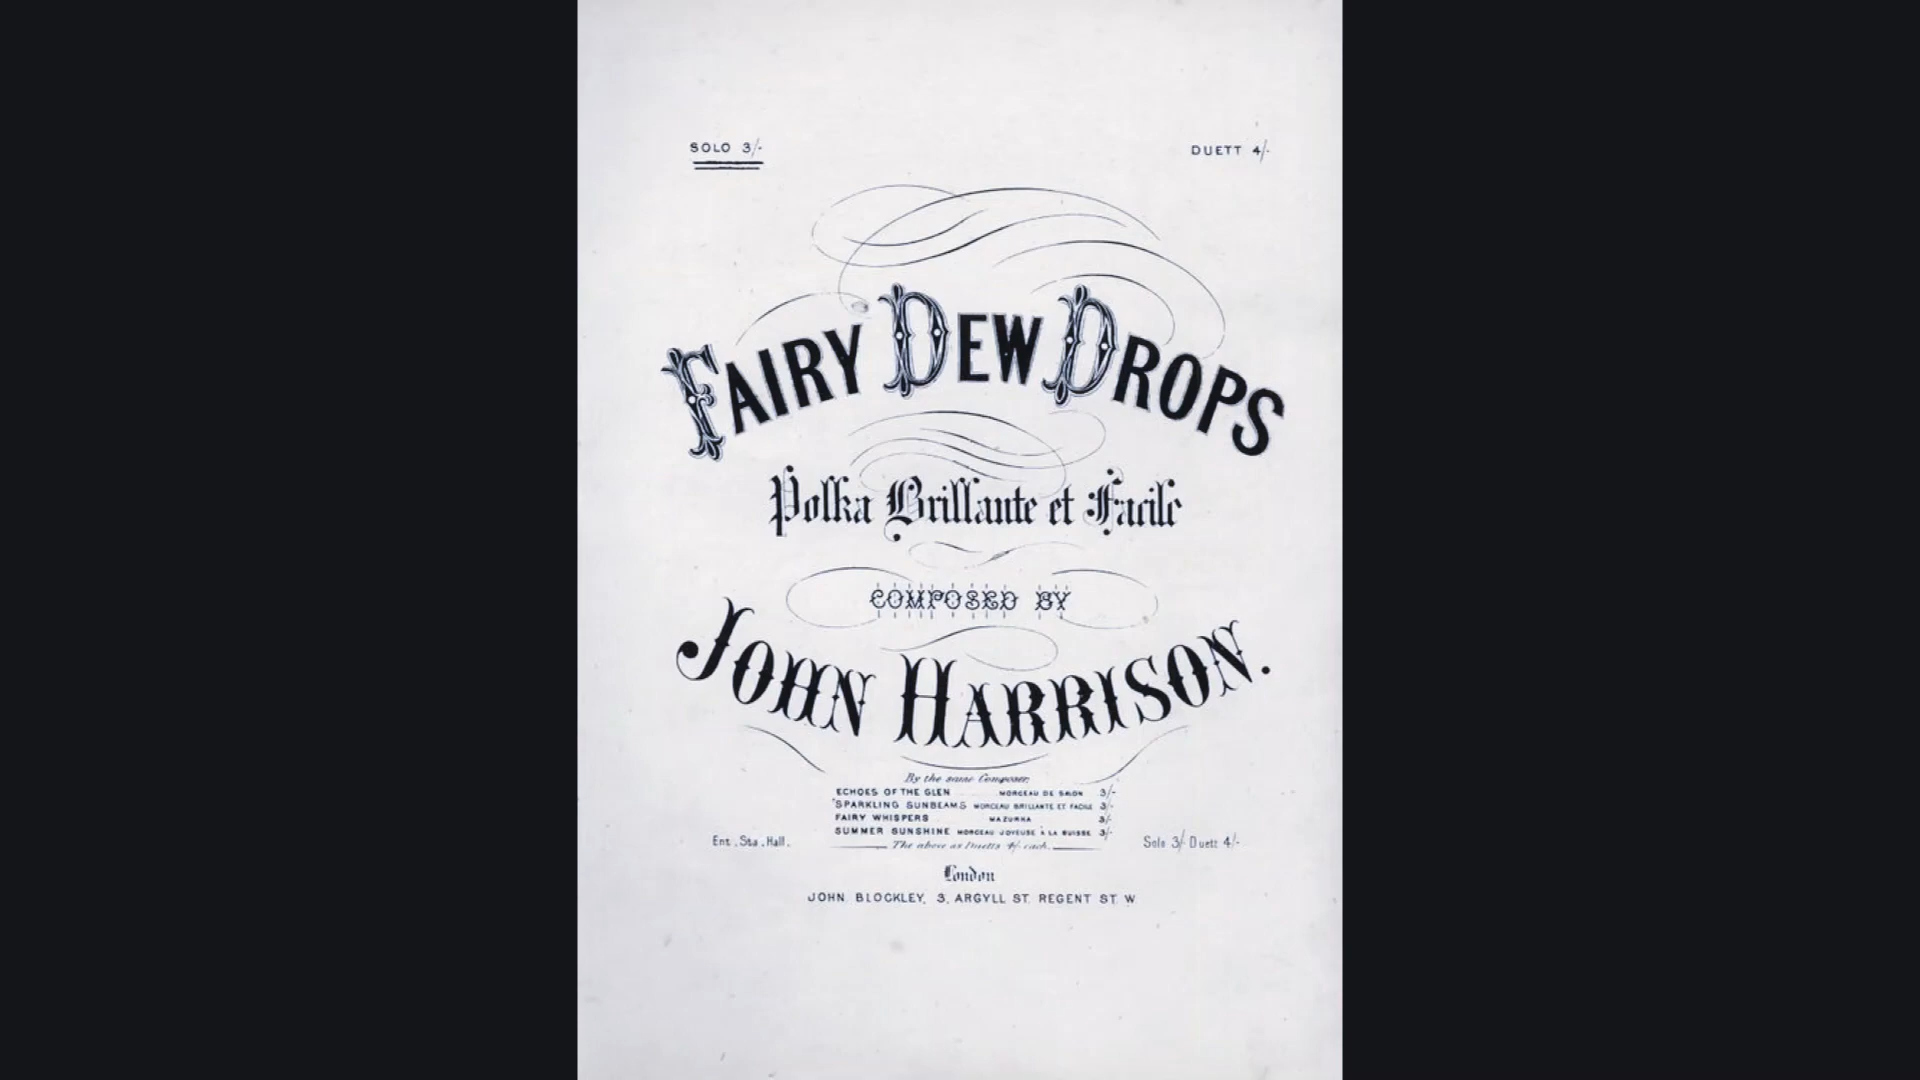 SOLO 3/-
DUETT 4/-
FAIRY DEW DROPS
Polka Brillante et Facile
COMPOSED BY
JOHN HARRISON.
By the same Composer.
ECHOES OF THE GLEN MORCEAU DE SALON 3/-
SPARKLING SUNBEAMS MORCEAU BRILLANTE ET FACILE 3/-
FAIRY WHISPERS MAZURKA 3/-
SUMMER SUNSHINE MORCEAU JOYEUSE À LA SUISSE 3/-
Ent. Sta. Hall.
The above as Duetts 4/- each.
Solo 3/- Duett 4/-
London
JOHN BLOCKLEY, 3, ARGYLL ST. REGENT ST. W